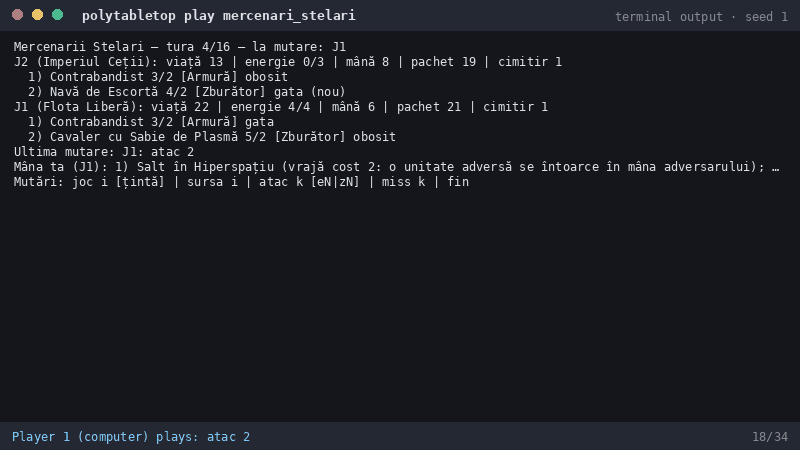 polytabletop play mercenari_stelari
terminal output · seed 1
Mercenarii Stelari — tura 4/16 — la mutare: J1
J2 (Imperiul Ceții): viață 13 | energie 0/3 | mână 8 | pachet 19 | cimitir 1
1) Contrabandist 3/2 [Armură] obosit
2) Navă de Escortă 4/2 [Zburător] gata (nou)
J1 (Flota Liberă): viață 22 | energie 4/4 | mână 6 | pachet 21 | cimitir 1
1) Contrabandist 3/2 [Armură] gata
2) Cavaler cu Sabie de Plasmă 5/2 [Zburător] obosit
Ultima mutare: J1: atac 2
Mâna ta (J1): 1) Salt în Hiperspațiu (vrajă cost 2: o unitate adversă se întoarce în mâna adversarului); …
Mutări: joc i [țintă] | sursa i | atac k [eN|zN] | miss k | fin
Player 1 (computer) plays: atac 2
18/34